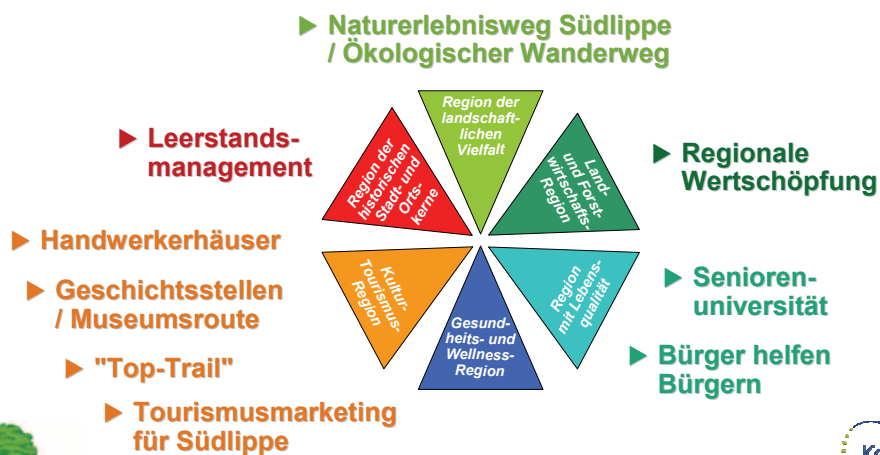 ▶ Naturerlebnisweg Südlippe
/ Ökologischer Wanderweg
Region der
landschaft-
lichen
Vielfalt
▶ Leerstands-
management
Region der
historischen
Stadt- und
Orts-
kerne
Land-
und Forst-
wirtschafts-
Region
▶ Regionale
Wertschöpfung
▶ Handwerkerhäuser
▶ Geschichtsstellen
/ Museumsroute
▶ "Top-Trail"
▶ Tourismusmarketing
für Südlippe
Kultur-
Tourismus-
Region
Gesund-
heits- und
Wellness-
Region
Region
mit Lebens-
qualität
▶ Senioren-
universität
▶ Bürger helfen
Bürgern